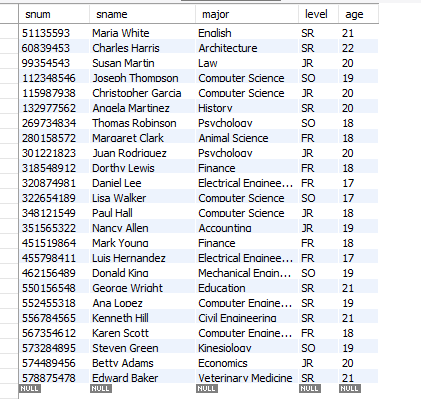 snum sname major level age
51135593 Maria White English SR 21
60839453 Charles Harris Architecture SR 22
99354543 Susan Martin Law JR 20
112348546 Joseph Thompson Computer Science SO 19
115987938 Christopher Garcia Computer Science JR 20
132977562 Angela Martinez History SR 20
269734834 Thomas Robinson Psychology SO 18
280158572 Margaret Clark Animal Science FR 18
301221823 Juan Rodriguez Psychology JR 20
318548912 Dorthy Lewis Finance FR 18
320874981 Daniel Lee Electrical Enginee... FR 17
322654189 Lisa Walker Computer Science SO 17
348121549 Paul Hall Computer Science JR 18
351565322 Nancy Allen Accounting JR 19
451519864 Mark Young Finance FR 18
455798411 Luis Hernandez Electrical Enginee... FR 17
462156489 Donald King Mechanical Engin... SO 19
550156548 George Wright Education SR 21
552455318 Ana Lopez Computer Enginee... SR 19
556784565 Kenneth Hill Civil Engineering SR 21
567354612 Karen Scott Computer Enginee... FR 18
573284895 Steven Green Kinesiology SO 19
574489456 Betty Adams Economics JR 20
578875478 Edward Baker Veterinary Medicine SR 21
NULL NULL NULL NULL NULL